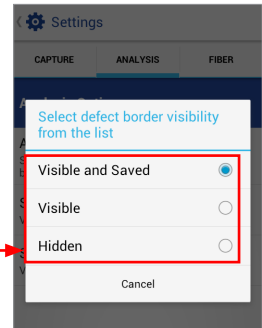 Settings
CAPTURE ANALYSIS FIBER
Select defect border visibility
from the list
Visible and Saved
Visible
Hidden
Cancel